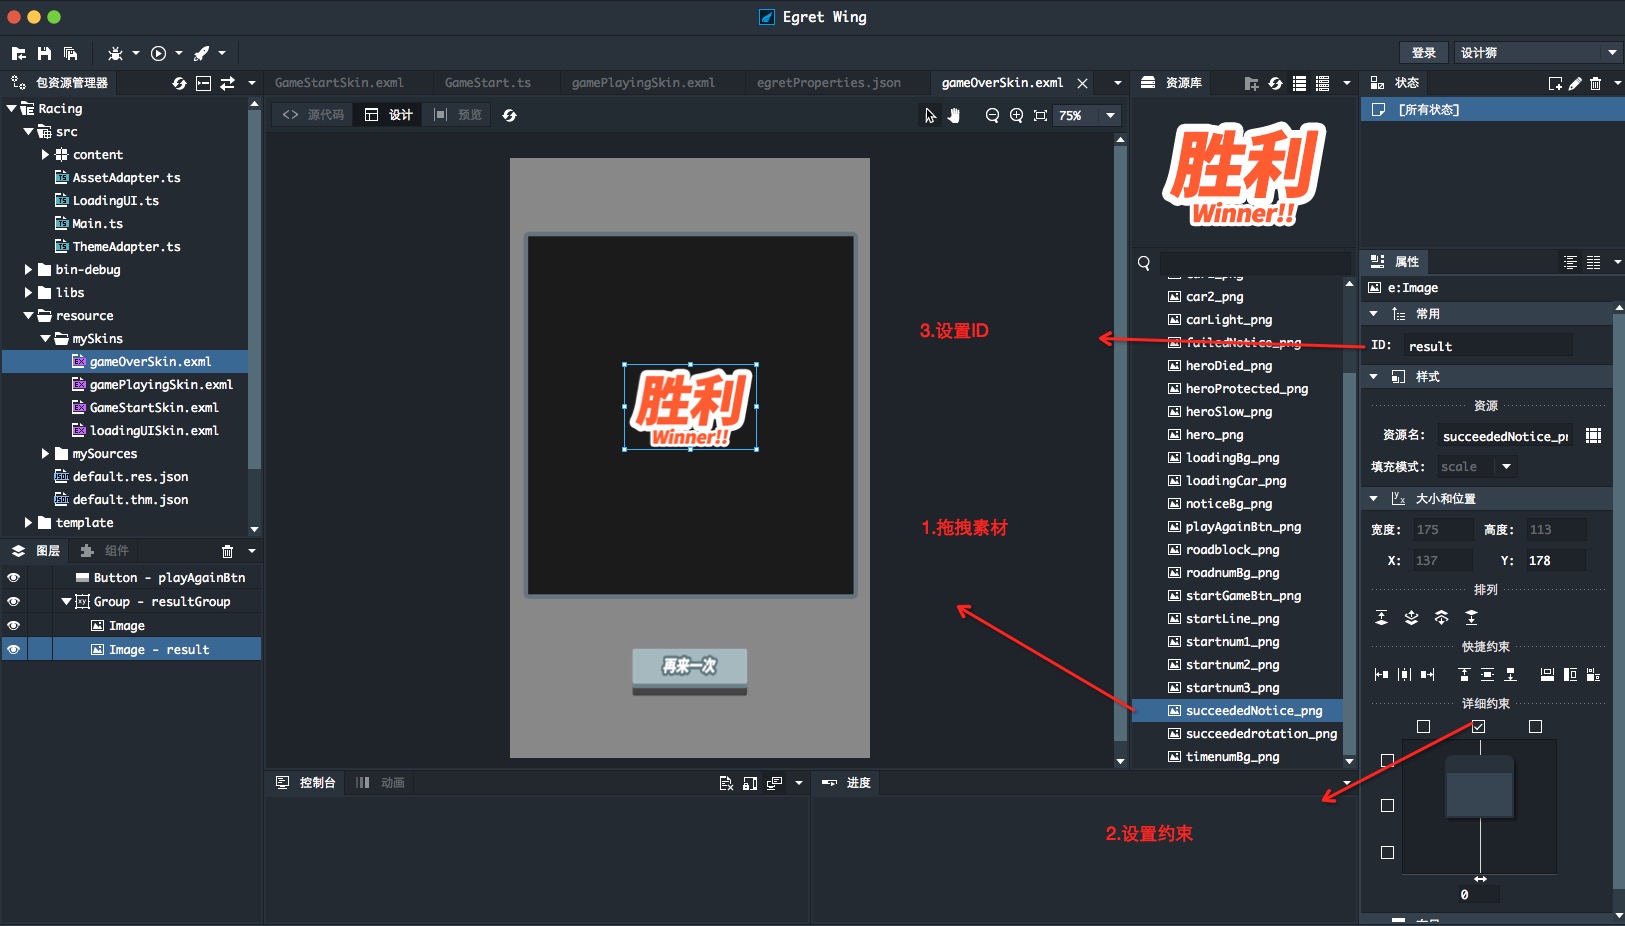 Egret Wing
登录
设计狮
包资源管理器
Racing
src
content
AssetAdapter.ts
LoadingUI.ts
Main.ts
ThemeAdapter.ts
bin-debug
libs
resource
mySkins
gameOverSkin.exml
gamePlayingSkin.exml
GameStartSkin.exml
loadingUISkin.exml
mySources
default.res.json
default.thm.json
template
图层
组件
Button - playAgainBtn
Group - resultGroup
Image
Image - result
GameStartSkin.exml
GameStart.ts
gamePlayingSkin.exml
egretProperties.json
gameOverSkin.exml
源代码
设计
预览
75%
胜利
Winner!!
再来一次
3.设置ID
1.拖拽素材
2.设置约束
控制台
动画
进度
资源库
胜利
Winner!!
car2_png
carLight_png
failedNotice_png
heroDied_png
heroProtected_png
heroSlow_png
hero_png
loadingBg_png
loadingCar_png
noticeBg_png
playAgainBtn_png
roadblock_png
roadnumBg_png
startGameBtn_png
startLine_png
startnum1_png
startnum2_png
startnum3_png
succeededNotice_png
succeededrotation_png
timenumBg_png
状态
[所有状态]
属性
e:Image
常用
ID: result
样式
资源
资源名: succeededNotice_p
填充模式: scale
大小和位置
宽度: 175 高度: 113
X: 137 Y: 178
排列
快捷约束
详细约束
0